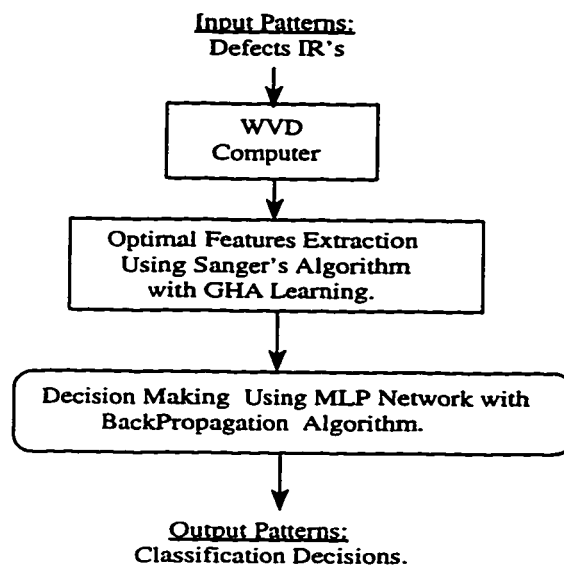 Input Patterns:
Defects IR's
WVD
Computer
Optimal Features Extraction
Using Sanger's Algorithm
with GHA Learning.
Decision Making Using MLP Network with
BackPropagation Algorithm.
Output Patterns:
Classification Decisions.